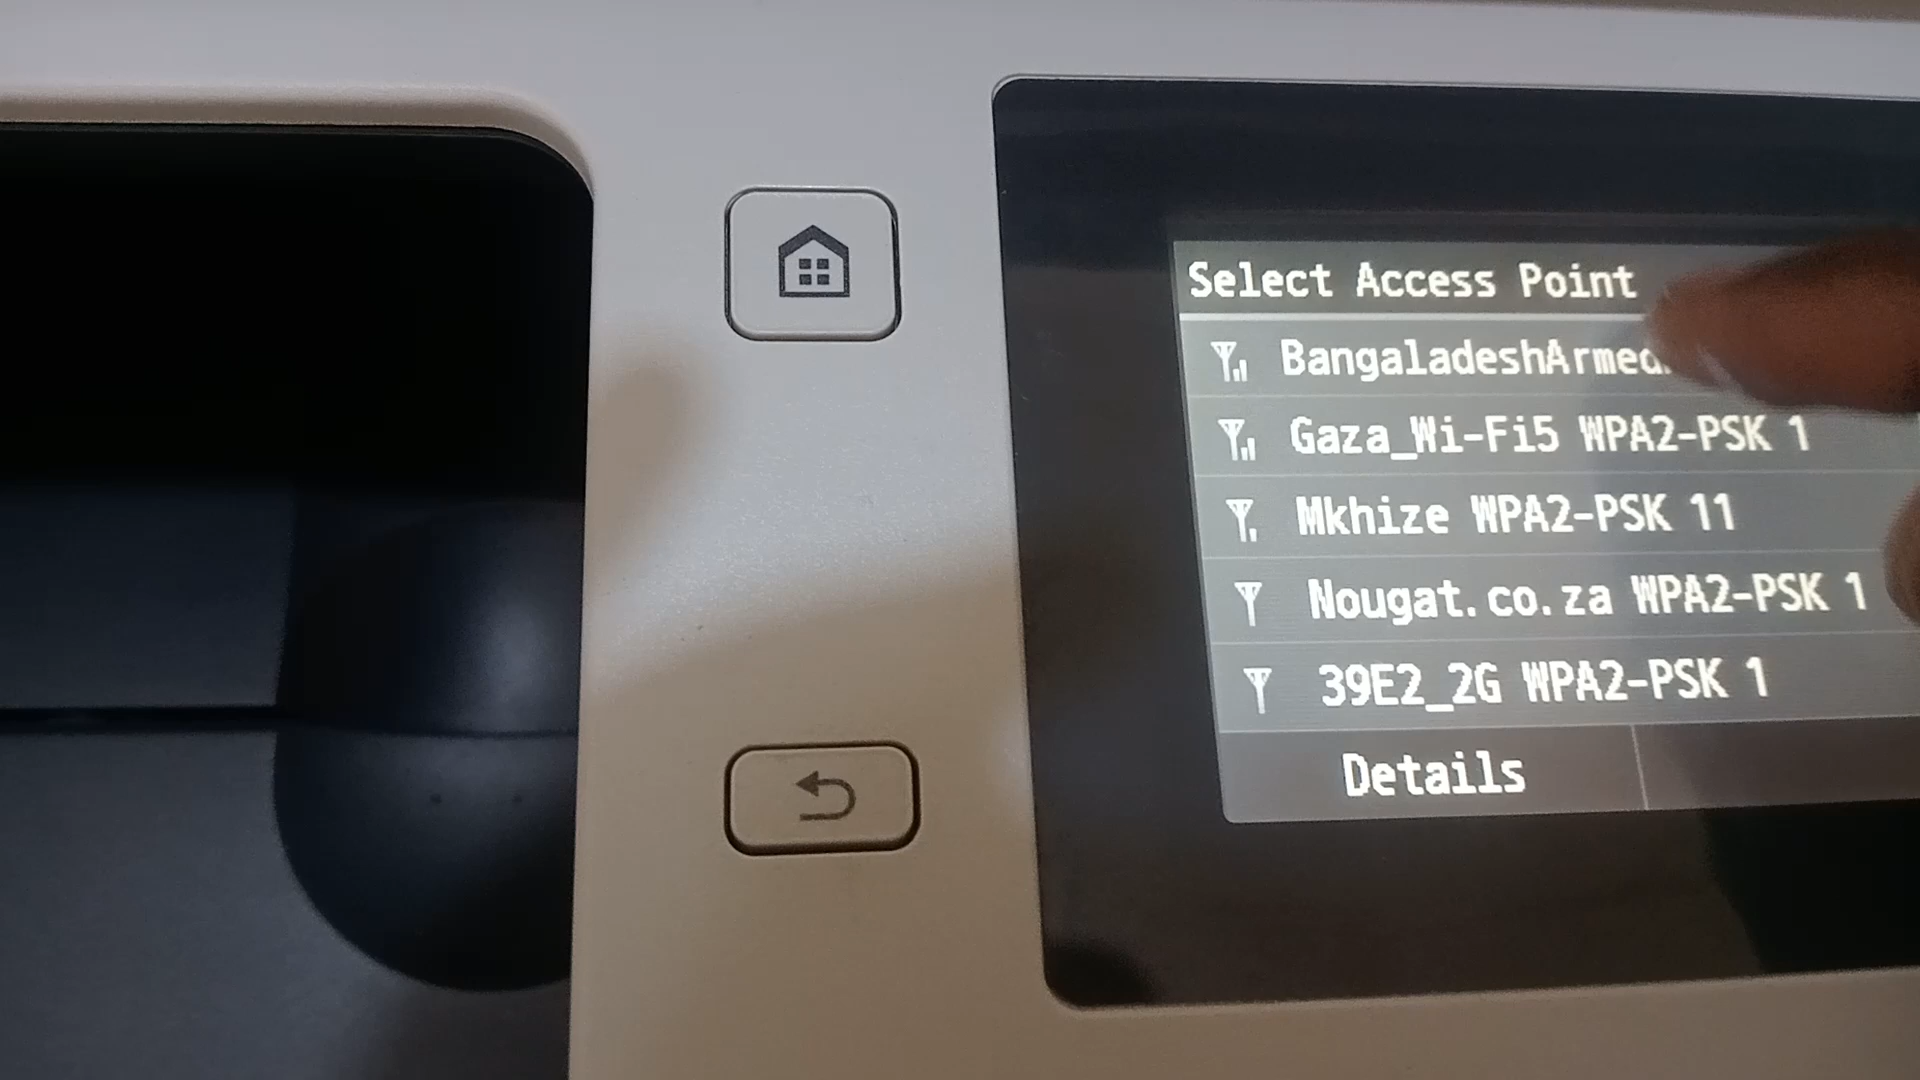 Select Access Point
BangaladeshArmed
Gaza_Wi-Fi5 WPA2-PSK 1
Mkhize WPA2-PSK 11
Nougat.co.za WPA2-PSK 1
39E2_2G WPA2-PSK 1
Details